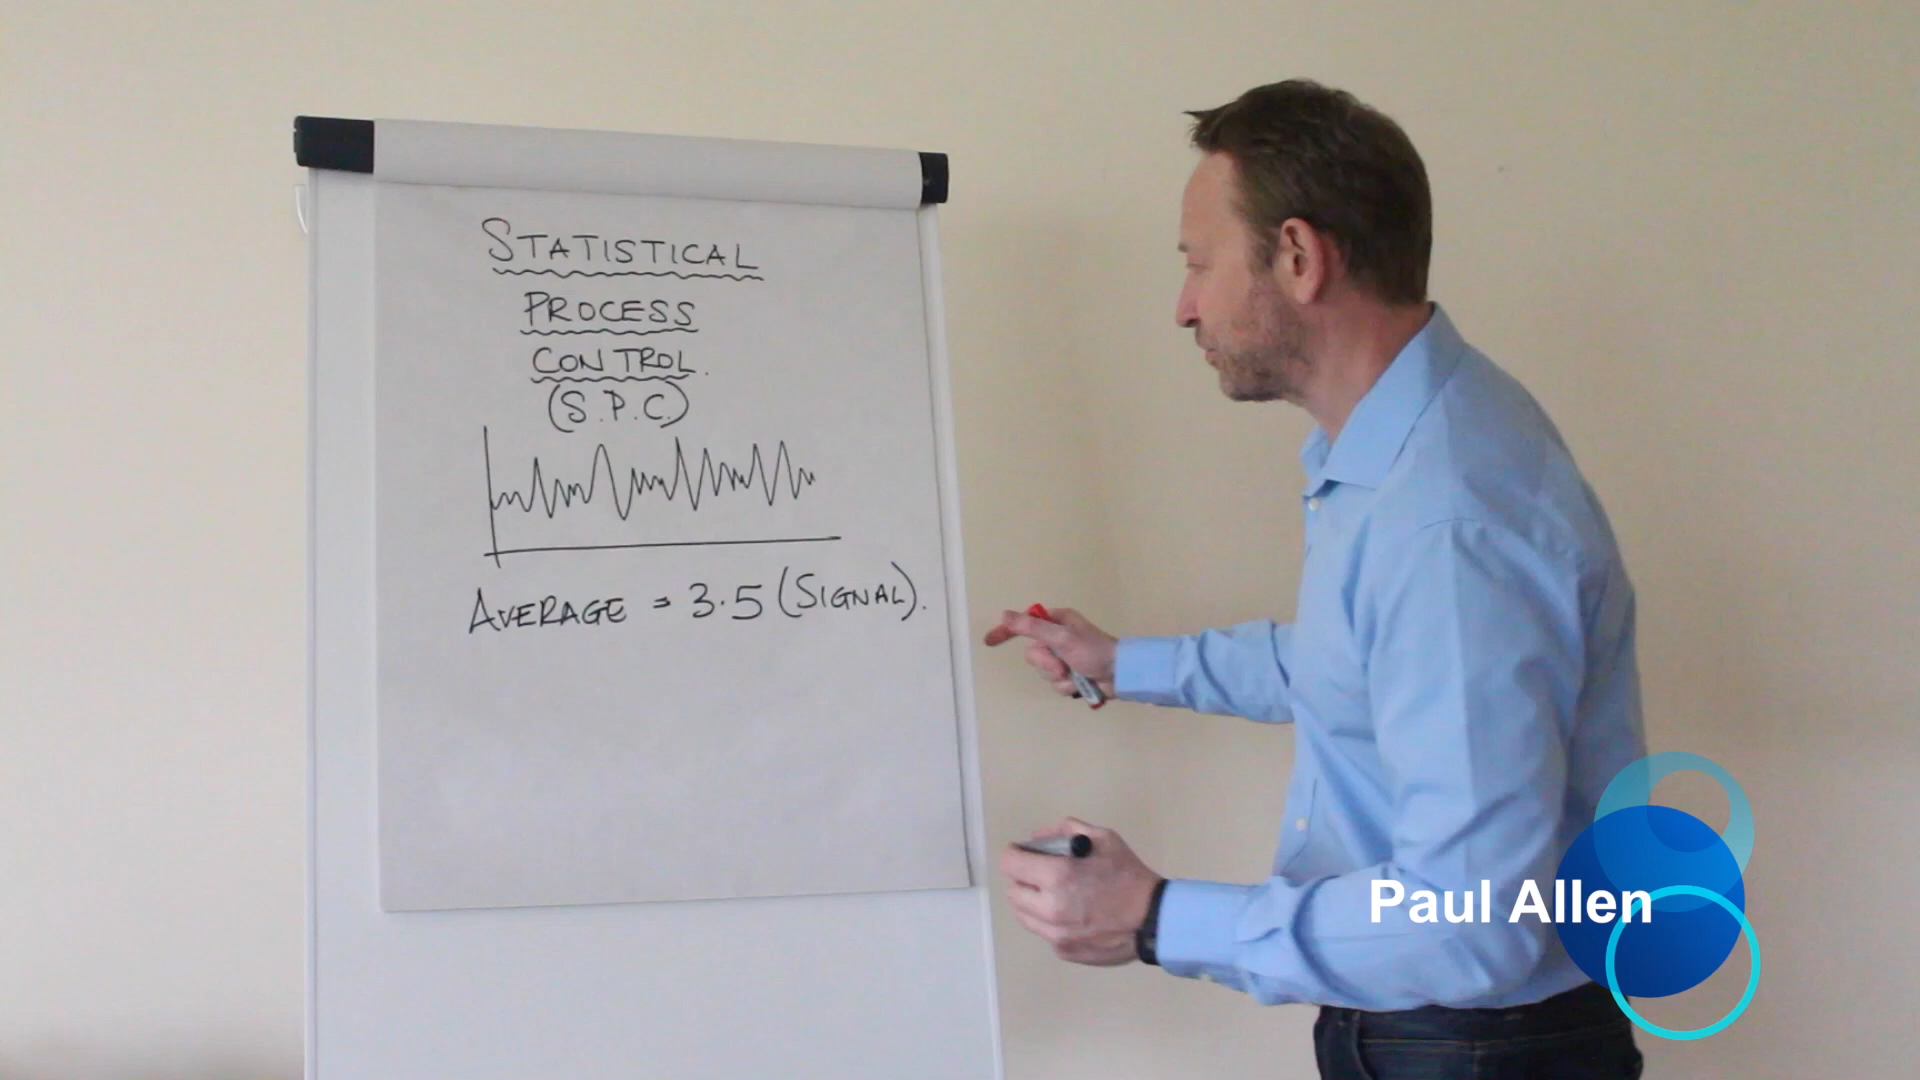 STATISTICAL
PROCESS
CONTROL.
(S.P.C.)
AVERAGE = 3.5 (SIGNAL).
Paul Allen